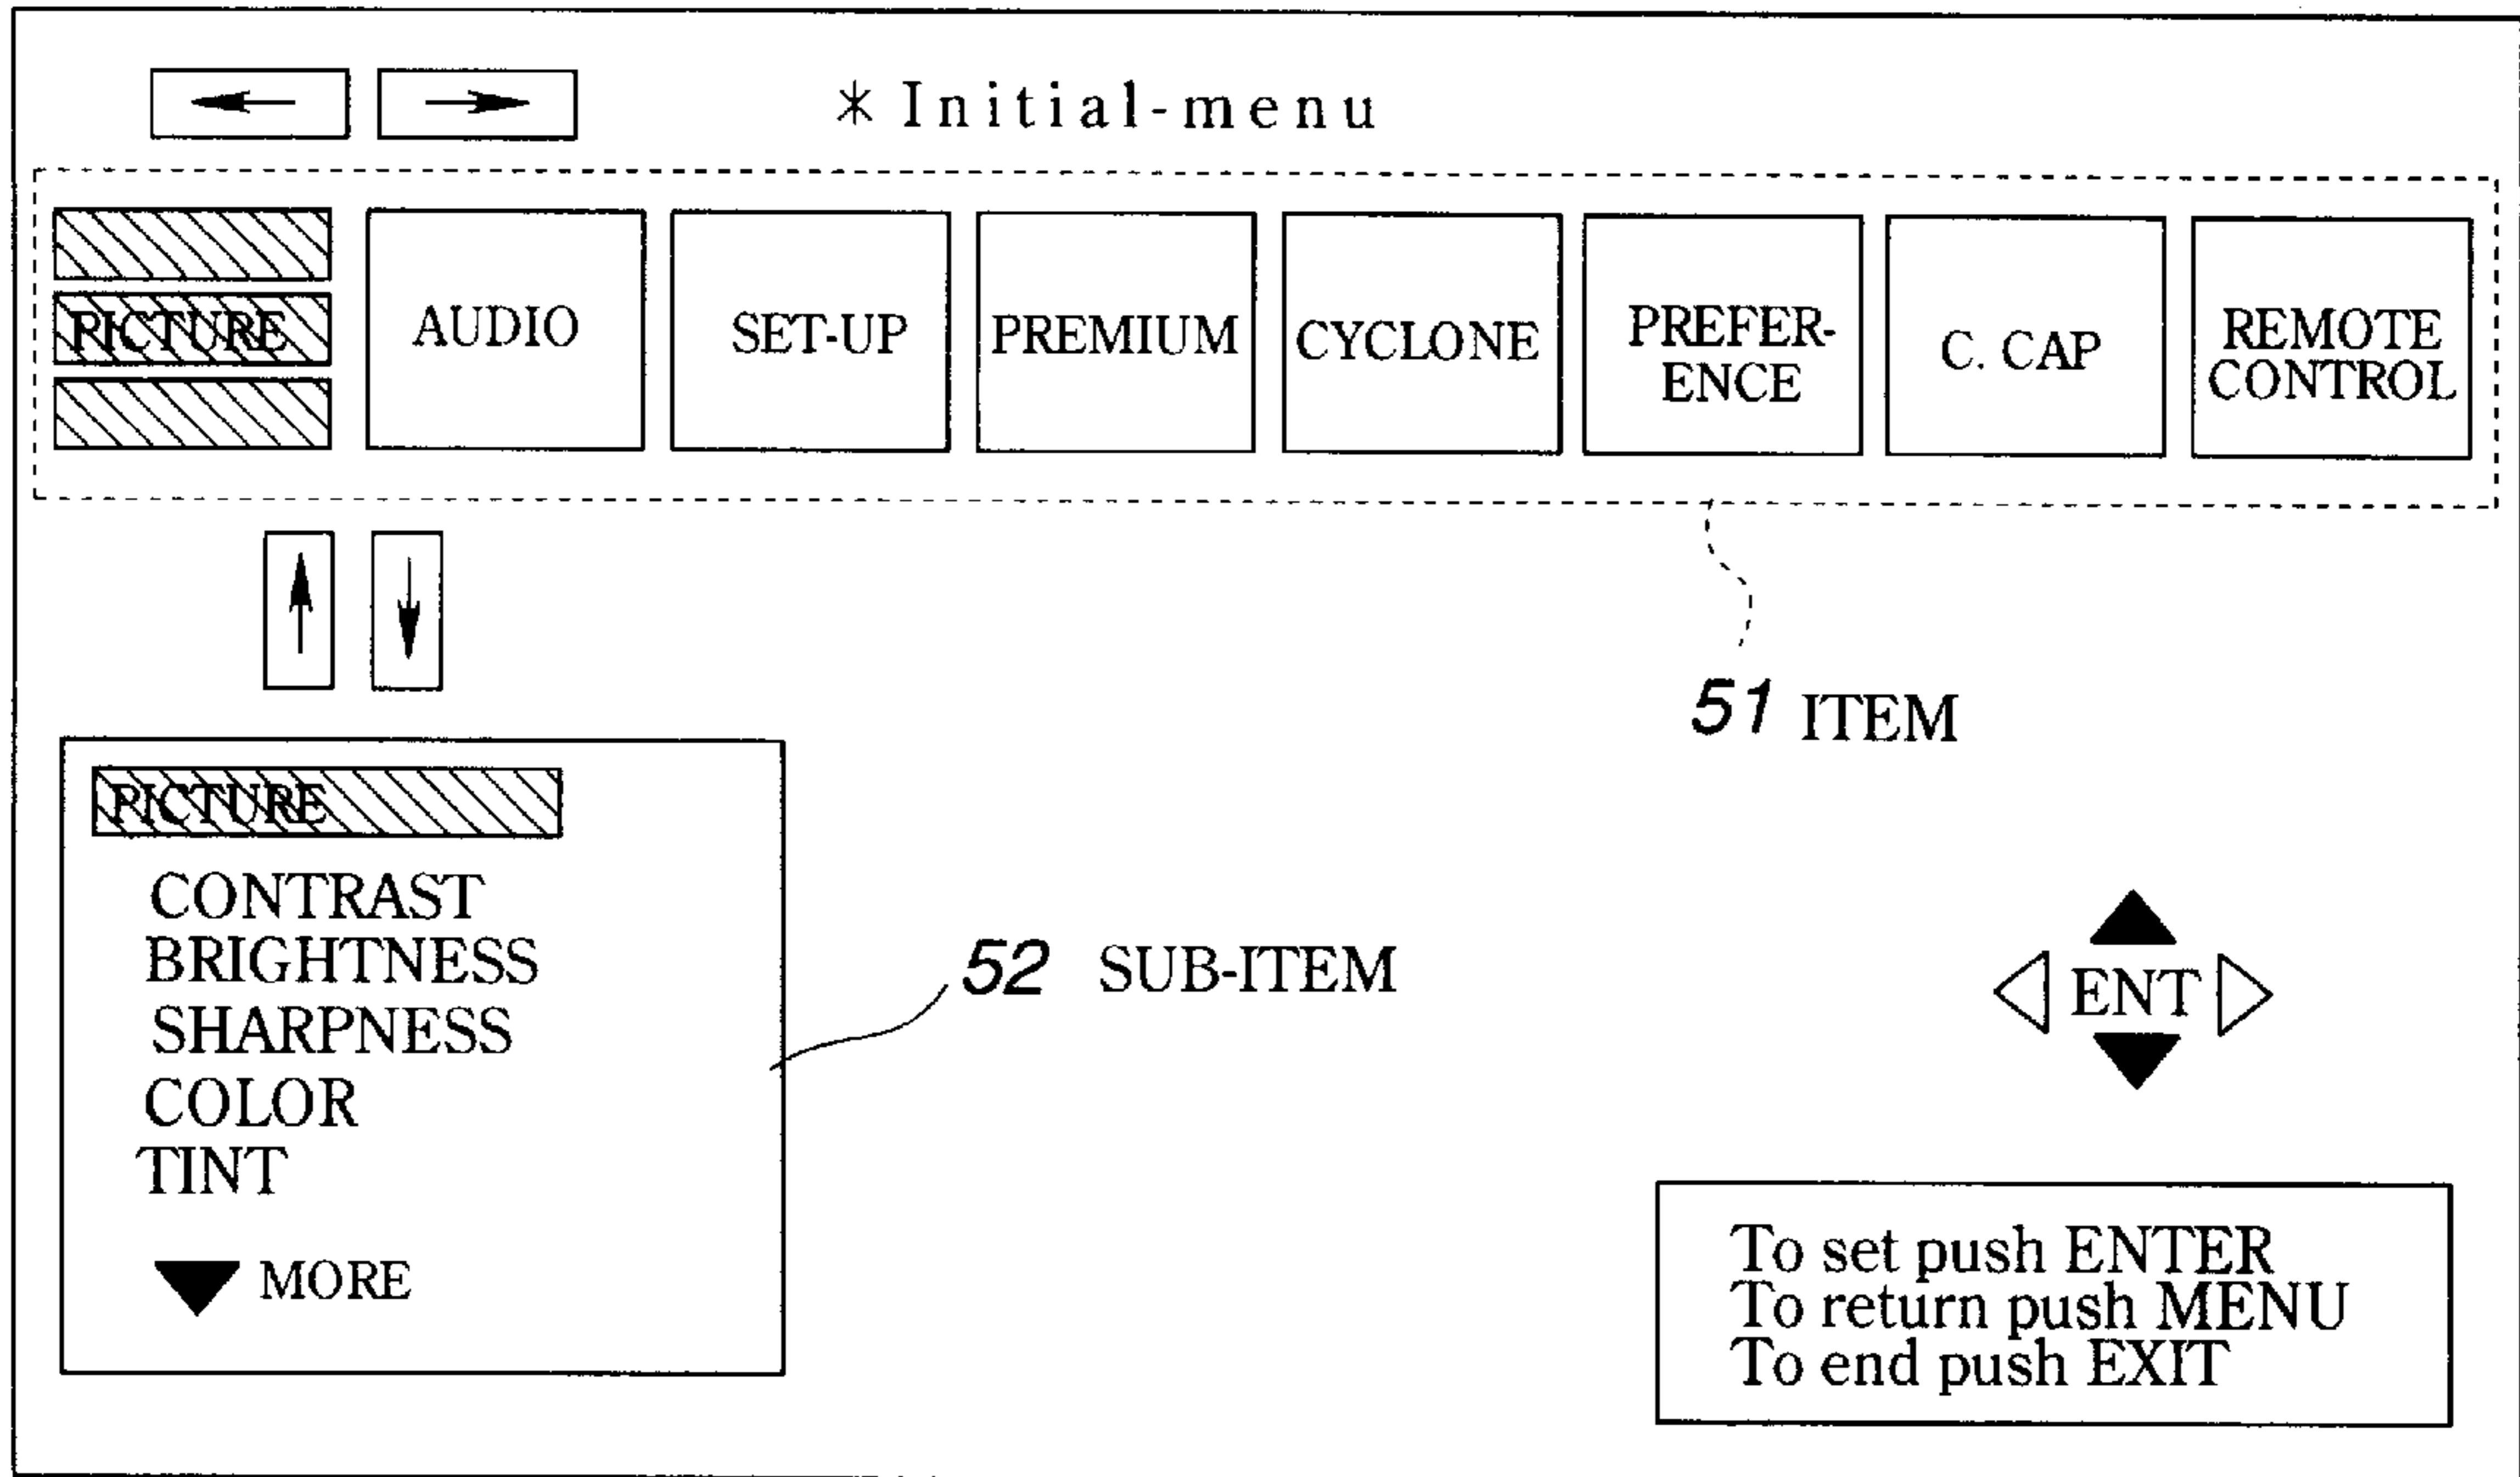 * Initial-menu
PICTURE
AUDIO
SET-UP
PREMIUM
CYCLONE
PREFER-
ENCE
C. CAP
REMOTE
CONTROL
51 ITEM
PICTURE
CONTRAST
BRIGHTNESS
SHARPNESS
COLOR
TINT
MORE
52 SUB-ITEM
ENT
To set push ENTER
To return push MENU
To end push EXIT